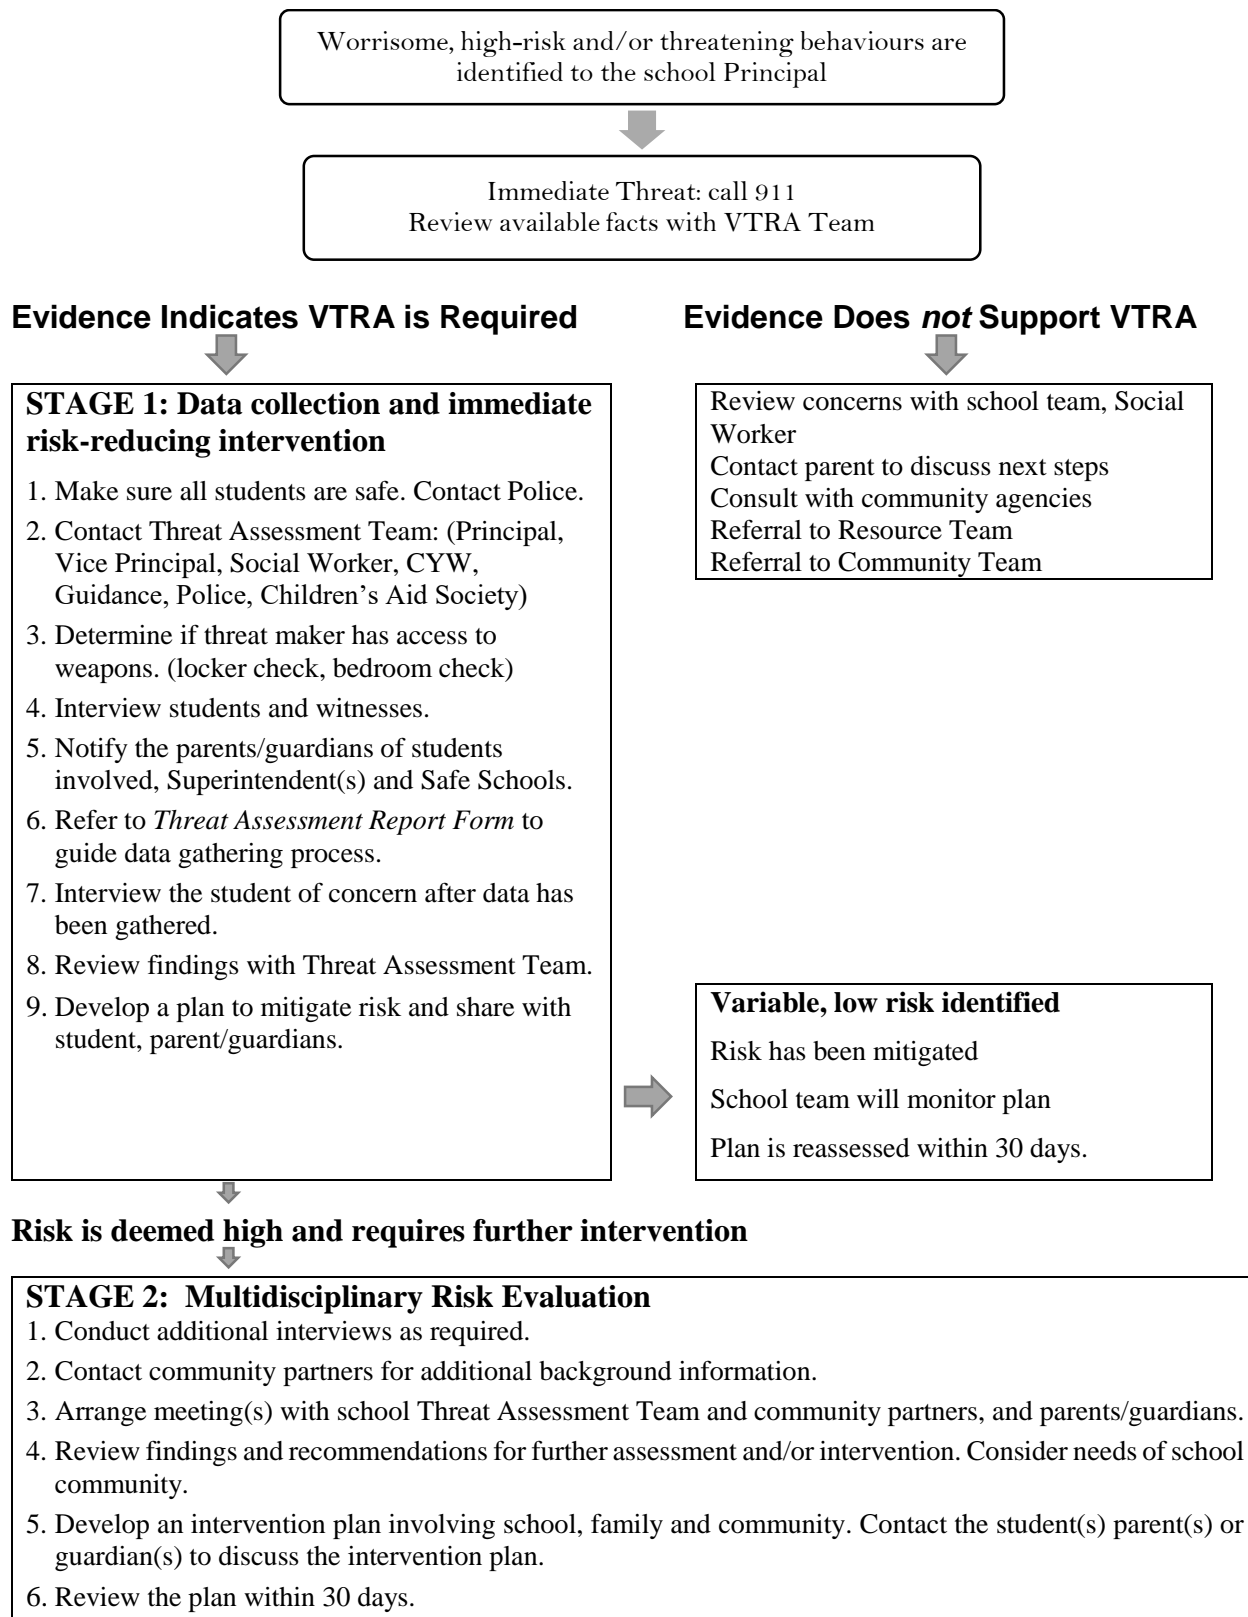 Worrisome, high-risk and/or threatening behaviours are
identified to the school Principal
Immediate Threat: call 911
Review available facts with VTRA Team
Evidence Indicates VTRA is Required
Evidence Does not Support VTRA
STAGE 1: Data collection and immediate
risk-reducing intervention
1. Make sure all students are safe. Contact Police.
2. Contact Threat Assessment Team: (Principal,
Vice Principal, Social Worker, CYW,
Guidance, Police, Children’s Aid Society)
3. Determine if threat maker has access to
weapons. (locker check, bedroom check)
4. Interview students and witnesses.
5. Notify the parents/guardians of students
involved, Superintendent(s) and Safe Schools.
6. Refer to Threat Assessment Report Form to
guide data gathering process.
7. Interview the student of concern after data has
been gathered.
8. Review findings with Threat Assessment Team.
9. Develop a plan to mitigate risk and share with
student, parent/guardians.
Review concerns with school team, Social
Worker
Contact parent to discuss next steps
Consult with community agencies
Referral to Resource Team
Referral to Community Team
Variable, low risk identified
Risk has been mitigated
School team will monitor plan
Plan is reassessed within 30 days.
Risk is deemed high and requires further intervention
STAGE 2:  Multidisciplinary Risk Evaluation
1. Conduct additional interviews as required.
2. Contact community partners for additional background information.
3. Arrange meeting(s) with school Threat Assessment Team and community partners, and parents/guardians.
4. Review findings and recommendations for further assessment and/or intervention. Consider needs of school
community.
5. Develop an intervention plan involving school, family and community. Contact the student(s) parent(s) or
guardian(s) to discuss the intervention plan.
6. Review the plan within 30 days.